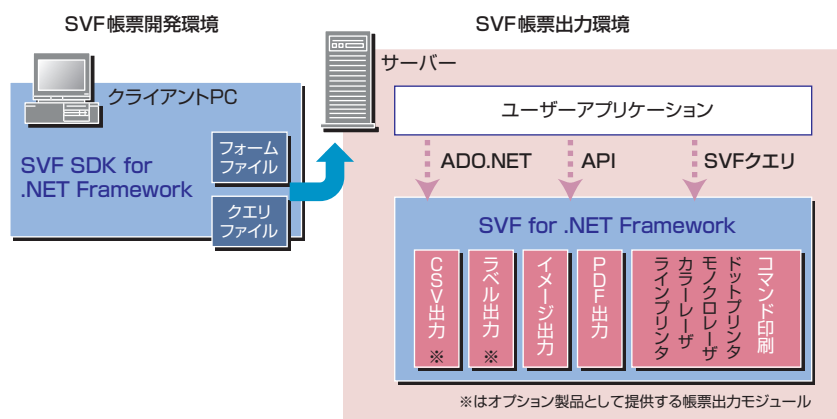 SVF帳票開発環境
SVF帳票出力環境
サーバー
クライアントPC
SVF SDK for
.NET Framework
フォーム
ファイル
クエリ
ファイル
ユーザーアプリケーション
ADO.NET
API
SVFクエリ
SVF for .NET Framework
CSV出力 ※
ラベル出力 ※
イメージ出力
PDF出力
コマンド印刷
ドットプリンタ
モノクロレーザ
カラーレーザ
ラインプリンタ
※はオプション製品として提供する帳票出力モジュール